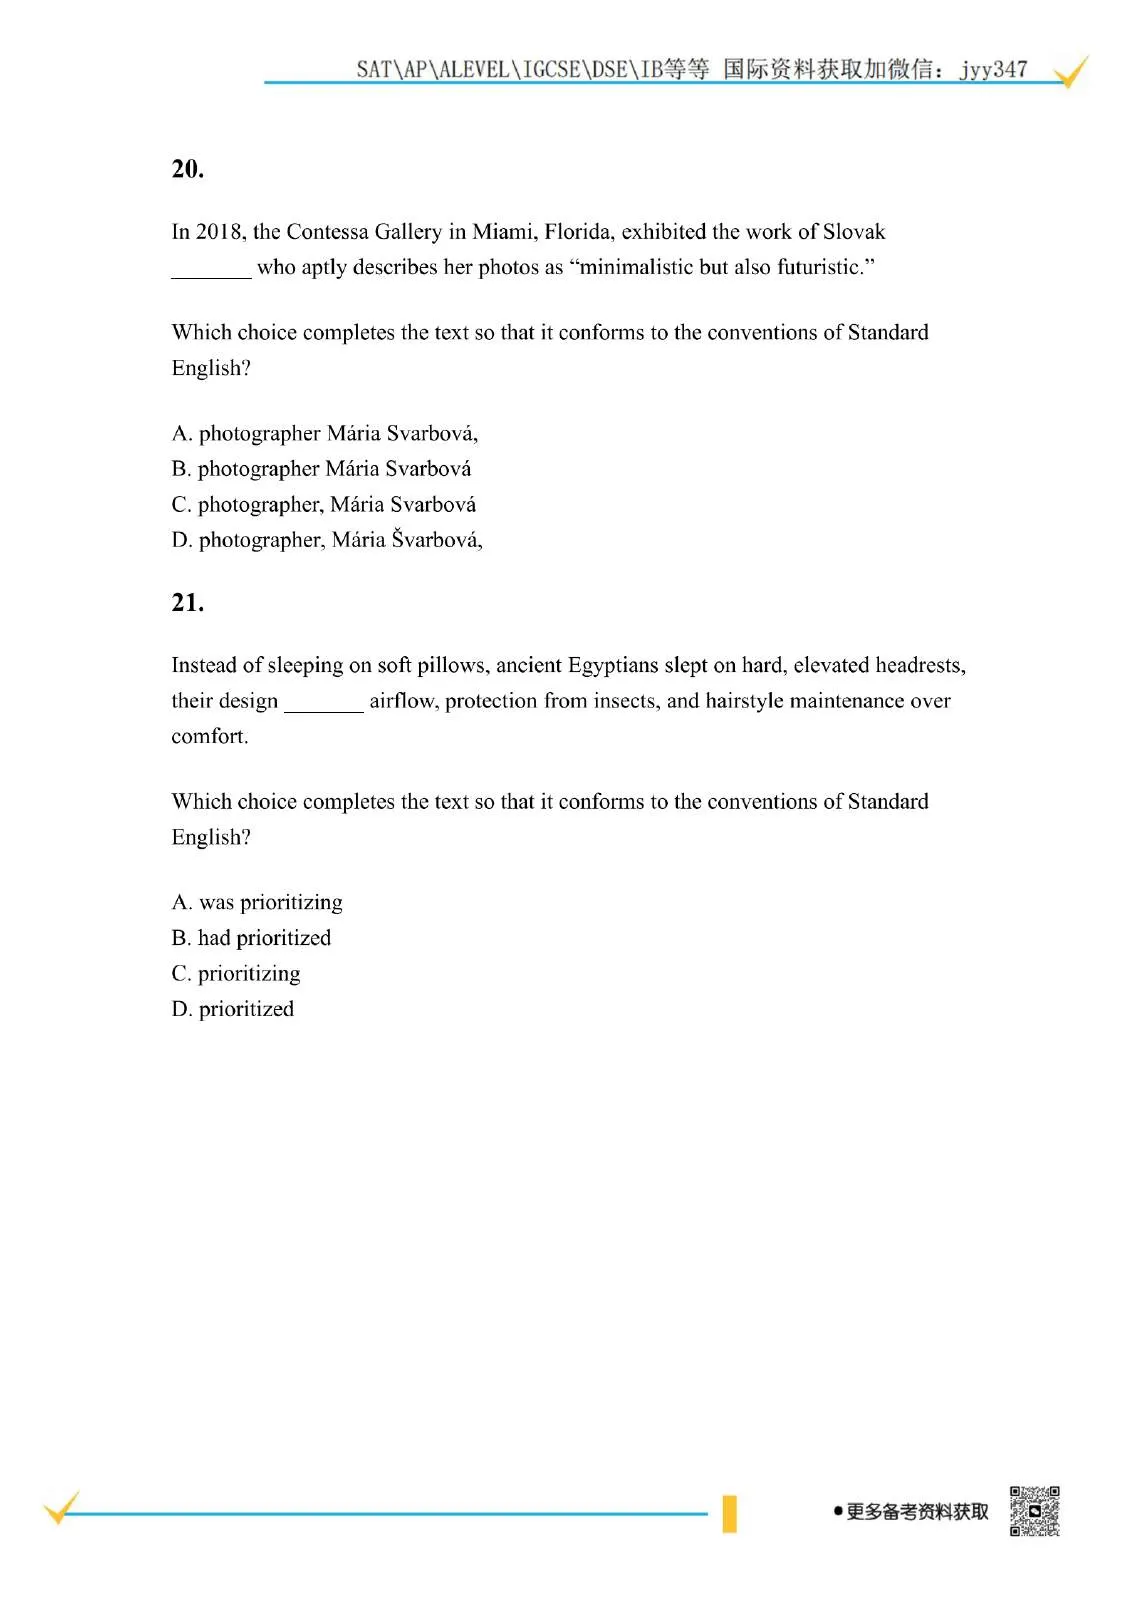 SAT\AP\ALEVEL\IGCSE\DSE\IB等等 国际资料获取加微信：jyy347
20.
In 2018, the Contessa Gallery in Miami, Florida, exhibited the work of Slovak
________ who aptly describes her photos as “minimalistic but also futuristic.”
Which choice completes the text so that it conforms to the conventions of Standard
English?
A. photographer Mária Svarbová,
B. photographer Mária Svarbová
C. photographer, Mária Svarbová
D. photographer, Mária Švarbová,
21.
Instead of sleeping on soft pillows, ancient Egyptians slept on hard, elevated headrests,
their design ________ airflow, protection from insects, and hairstyle maintenance over
comfort.
Which choice completes the text so that it conforms to the conventions of Standard
English?
A. was prioritizing
B. had prioritized
C. prioritizing
D. prioritized
•更多备考资料获取